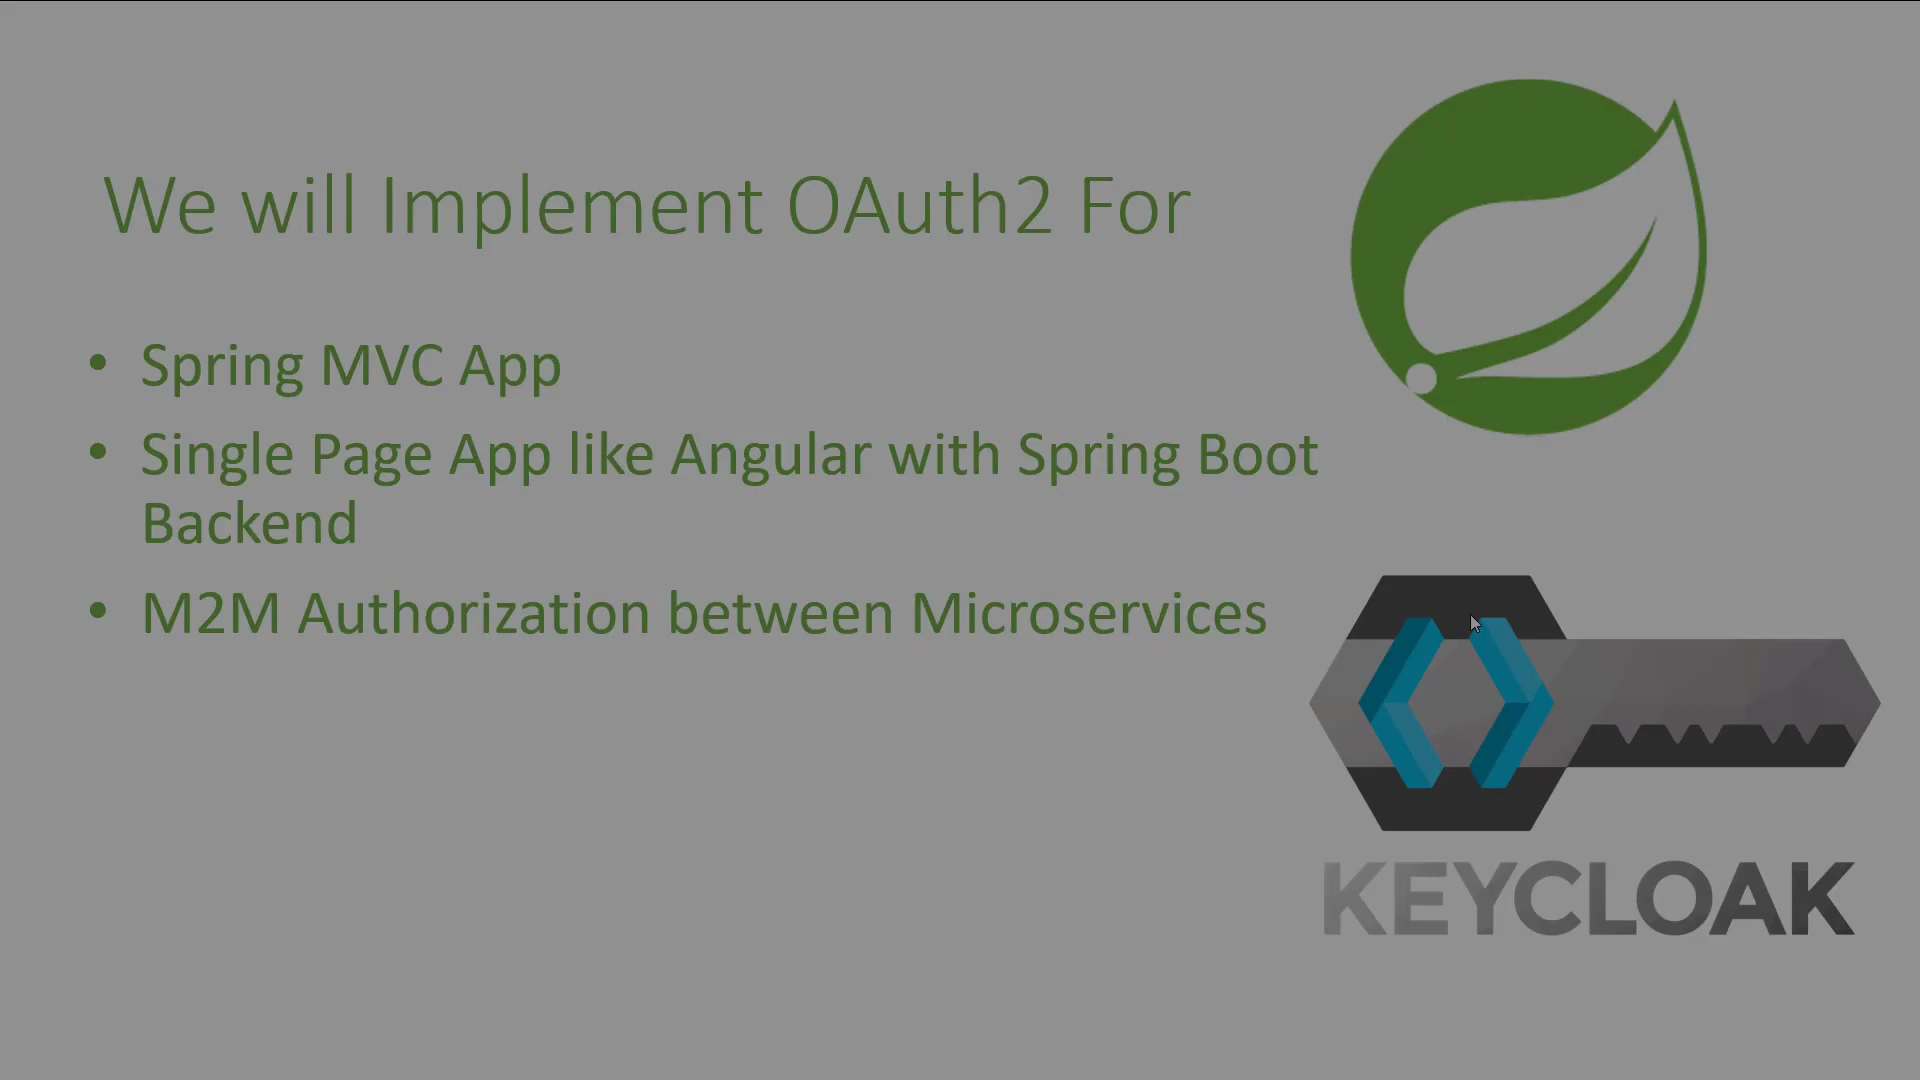 We will Implement OAuth2 For
• Spring MVC App
• Single Page App like Angular with Spring Boot
Backend
• M2M Authorization between Microservices
KEYCLOAK